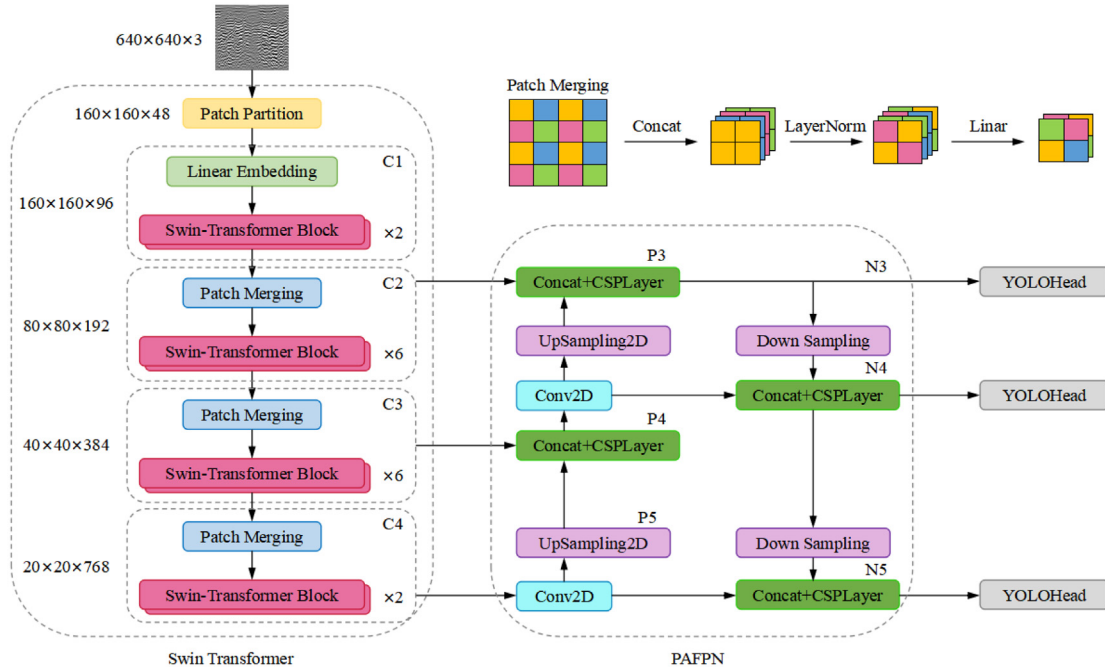 640×640×3
Patch Partition
160×160×48
C1
Linear Embedding
160×160×96
Swin-Transformer Block
×2
C2
Patch Merging
80×80×192
Swin-Transformer Block
×6
C3
Patch Merging
40×40×384
Swin-Transformer Block
×6
C4
Patch Merging
20×20×768
Swin-Transformer Block
×2
Swin Transformer
Patch Merging
Concat
LayerNorm
Linar
P3
Concat+CSPLayer
N3
YOLOHead
UpSampling2D
Down Sampling
N4
Conv2D
Concat+CSPLayer
YOLOHead
P4
Concat+CSPLayer
P5
UpSampling2D
Down Sampling
N5
Conv2D
Concat+CSPLayer
YOLOHead
PAFPN